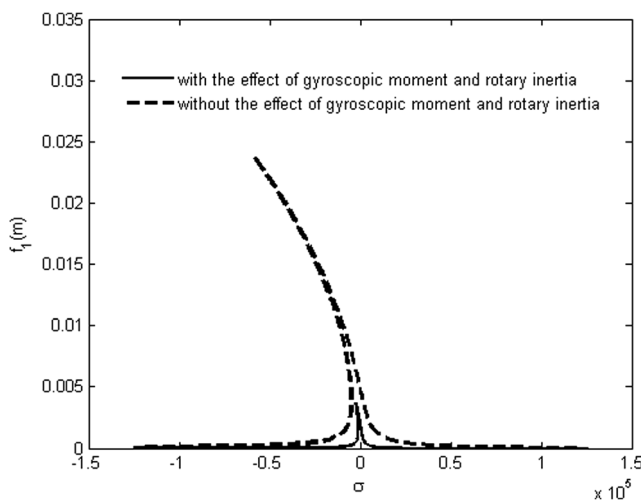 0.035
with the effect of gyroscopic moment and rotary inertia
0.03
without the effect of gyroscopic moment and rotary inertia
0.025
0.02
f₁(m)
0.015
0.01
0.005
0
-1.5 -1 -0.5 0 0.5 1 1.5
σ
x 10⁵